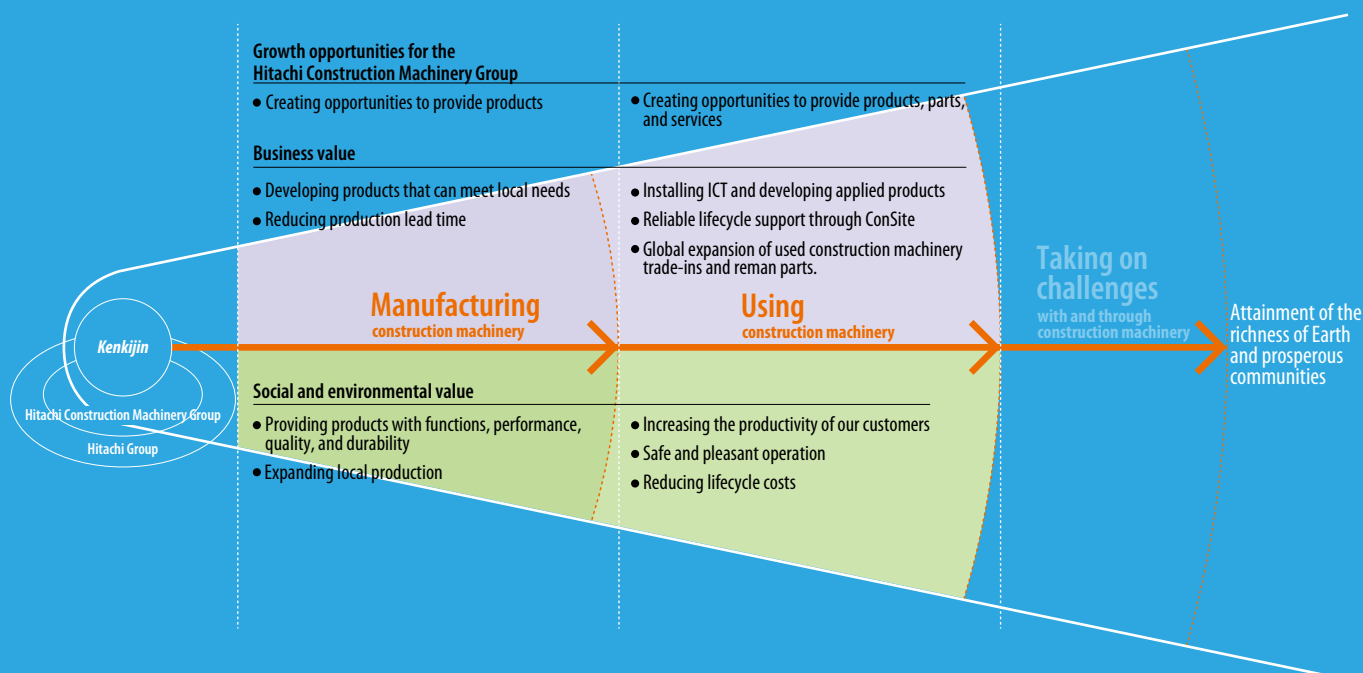 Growth opportunities for the
Hitachi Construction Machinery Group
• Creating opportunities to provide products
• Creating opportunities to provide products, parts,
and services
Business value
• Developing products that can meet local needs
• Reducing production lead time
• Installing ICT and developing applied products
• Reliable lifecycle support through ConSite
• Global expansion of used construction machinery
trade-ins and reman parts.
Kenkijin
Hitachi Construction Machinery Group
Hitachi Group
Manufacturing
construction machinery
Using
construction machinery
Taking on
challenges
with and through
construction machinery
Attainment of the
richness of Earth
and prosperous
communities
Social and environmental value
• Providing products with functions, performance,
quality, and durability
• Expanding local production
• Increasing the productivity of our customers
• Safe and pleasant operation
• Reducing lifecycle costs